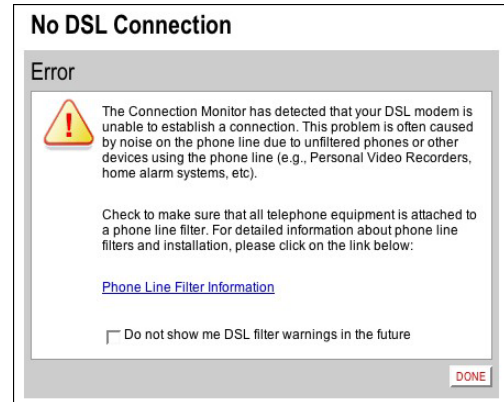 No DSL Connection
Error
The Connection Monitor has detected that your DSL modem is
unable to establish a connection. This problem is often caused
by noise on the phone line due to unfiltered phones or other
devices using the phone line (e.g., Personal Video Recorders,
home alarm systems, etc).
Check to make sure that all telephone equipment is attached to
a phone line filter. For detailed information about phone line
filters and installation, please click on the link below:
Phone Line Filter Information
Do not show me DSL filter warnings in the future
DONE